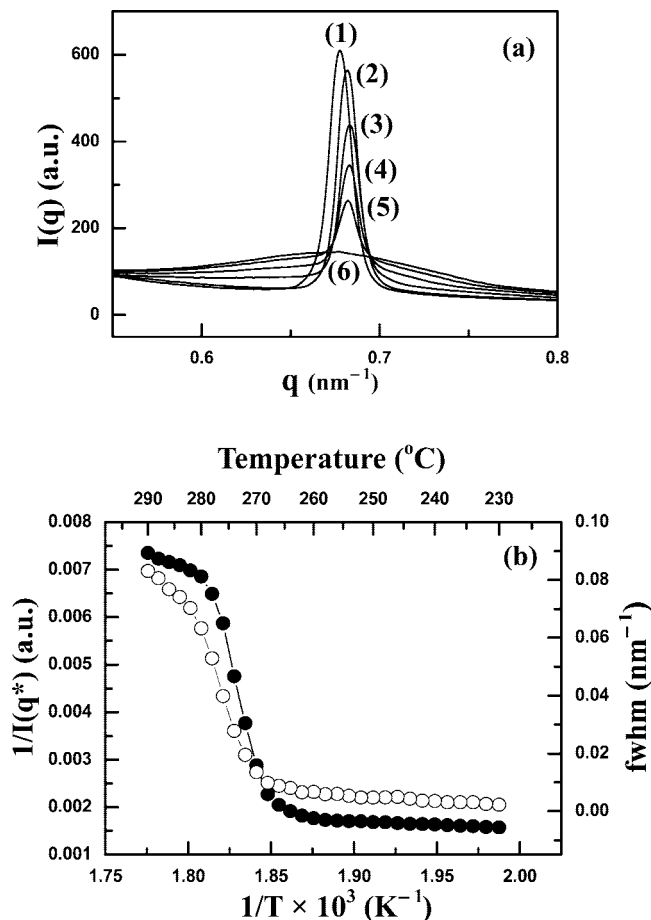 (a)
(1)
(2)
(3)
(4)
(5)
(6)
600
400
200
0
I(q) (a.u.)
0.6 0.7 0.8
q (nm⁻¹)
Temperature (°C)
290 280 270 260 250 240 230
(b)
0.008
0.007
0.006
0.005
0.004
0.003
0.002
0.001
1/I(q*) (a.u.)
0.10
0.08
0.06
0.04
0.02
0.00
fwhm (nm⁻¹)
1.75 1.80 1.85 1.90 1.95 2.00
1/T × 10³ (K⁻¹)